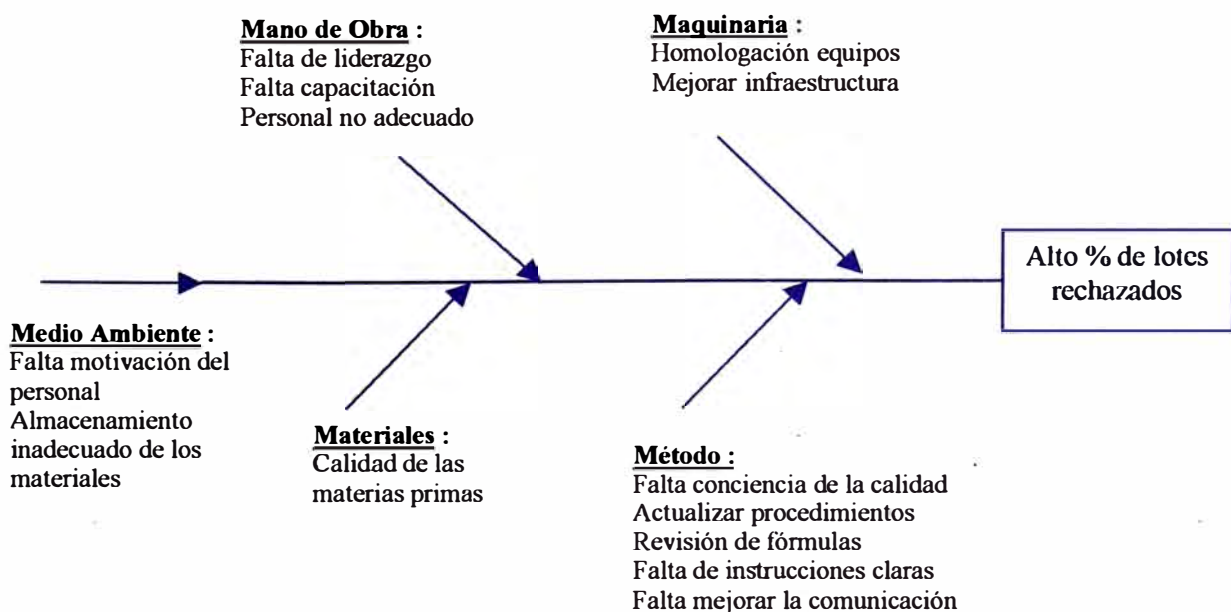 Mano de Obra :
Falta de liderazgo
Falta capacitación
Personal no adecuado
Maquinaria :
Homologación equipos
Mejorar infraestructura
Alto % de lotes
rechazados
Medio Ambiente :
Falta motivación del
personal
Almacenamiento
inadecuado de los
materiales
Materiales :
Calidad de las
materias primas
Método :
Falta conciencia de la calidad
Actualizar procedimientos
Revisión de fórmulas
Falta de instrucciones claras
Falta mejorar la comunicación